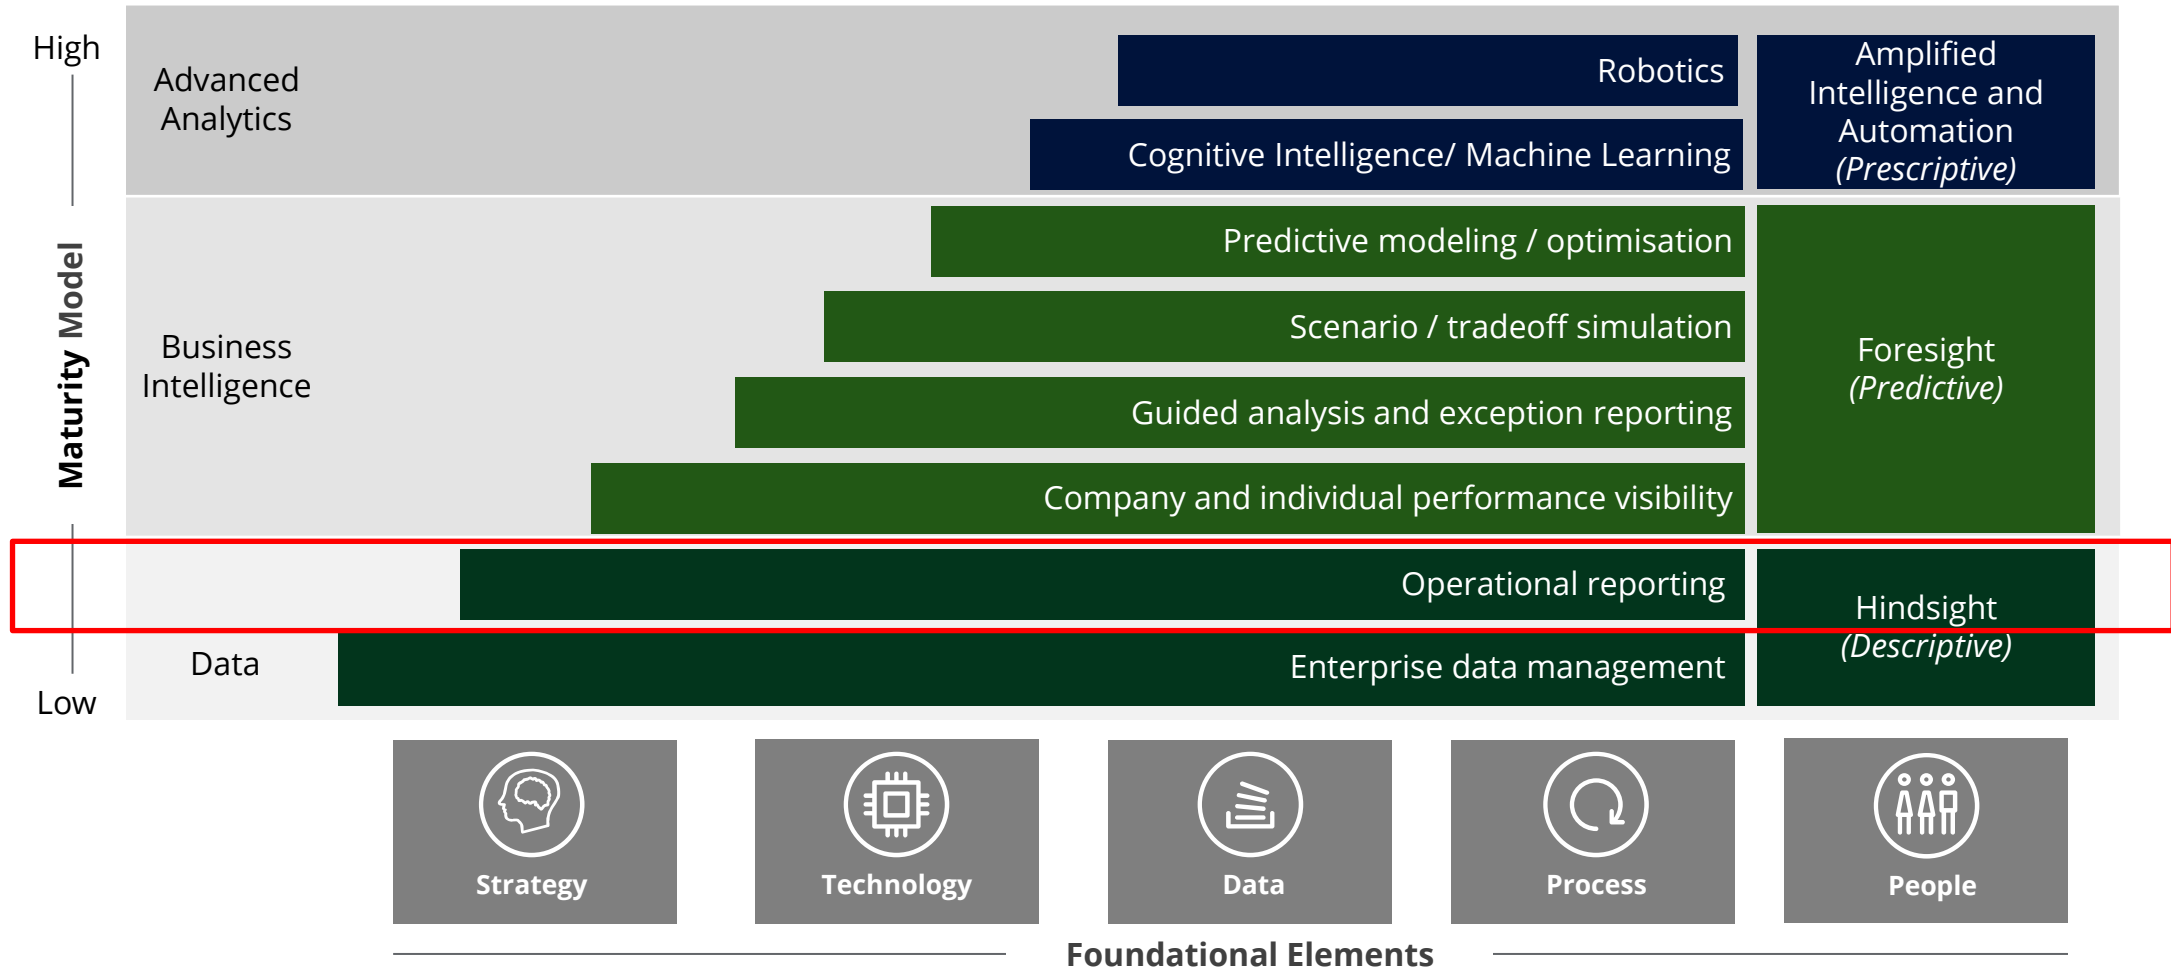 High
Advanced
Analytics
Robotics
Amplified
Intelligence and
Automation
(Prescriptive)
Cognitive Intelligence/ Machine Learning
Maturity Model
Business
Intelligence
Predictive modeling / optimisation
Scenario / tradeoff simulation
Guided analysis and exception reporting
Company and individual performance visibility
Foresight
(Predictive)
Operational reporting
Hindsight
(Descriptive)
Data
Enterprise data management
Low
Strategy
Technology
Data
Process
People
Foundational Elements